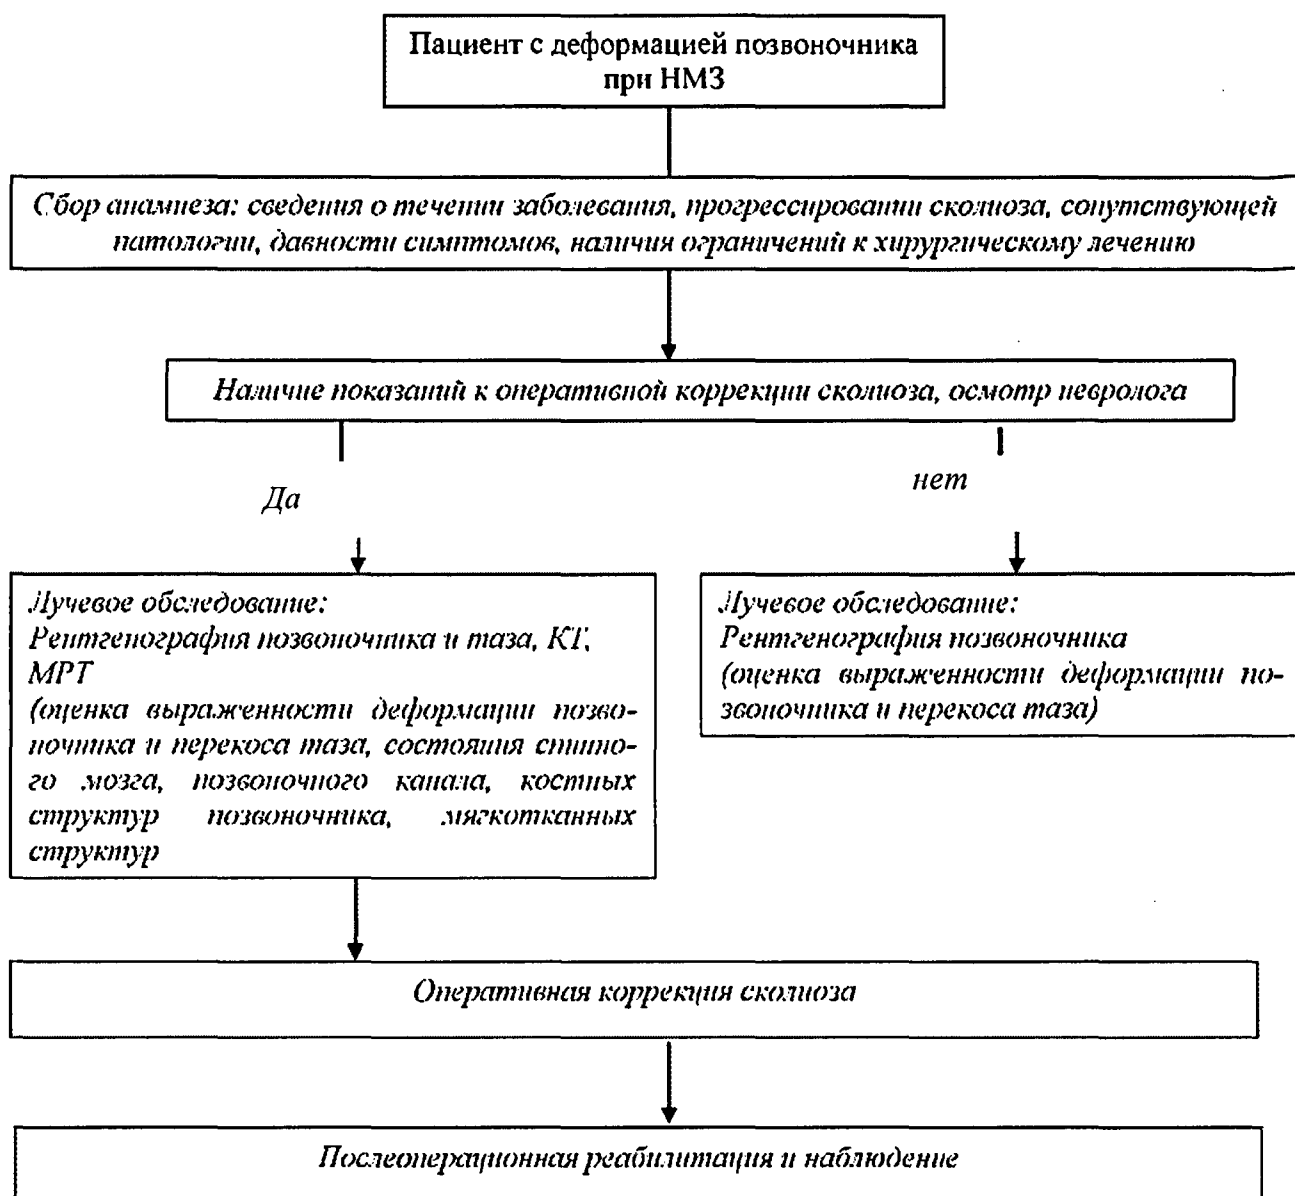 Пациент с деформацией позвоночника
при НМЗ
Сбор анамнеза: сведения о течении заболевания, прогрессировании сколиоза, сопутствующей
патологии, давности симптомов, наличия ограничений к хирургическому лечению
Наличие показаний к оперативной коррекции сколиоза, осмотр невролога
Да
нет
Лучевое обследование:
Рентгенография позвоночника и таза, КТ,
МРТ
(оценка выраженности деформации позво-
ночника и перекоса таза, состояния спинно-
го мозга, позвоночного канала, костных
структур позвоночника, мягкотканных
структур
Лучевое обследование:
Рентгенография позвоночника
(оценка выраженности деформации по-
звоночника и перекоса таза)
Оперативная коррекция сколиоза
Послеоперационная реабилитация и наблюдение